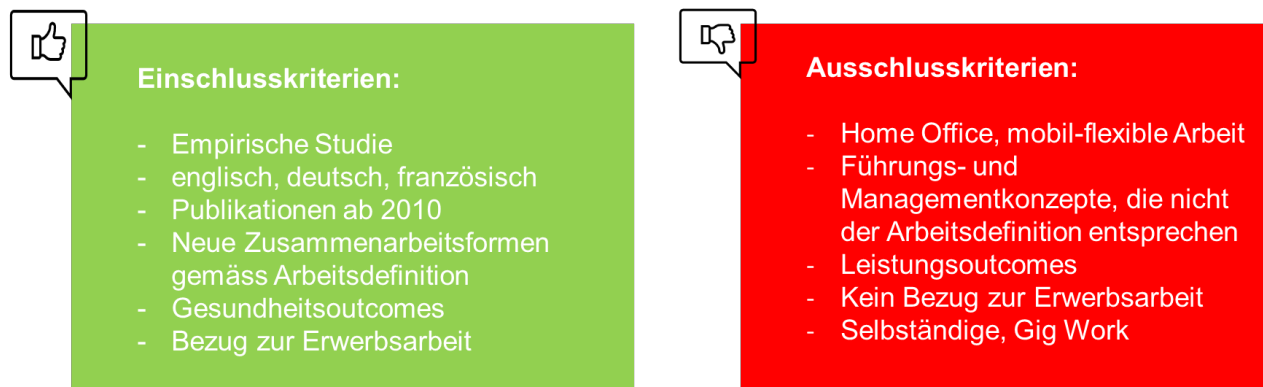 Einschlusskriterien:
- Empirische Studie
- englisch, deutsch, französisch
- Publikationen ab 2010
- Neue Zusammenarbeitsformen
gemäss Arbeitsdefinition
- Gesundheitsoutcomes
- Bezug zur Erwerbsarbeit
Ausschlusskriterien:
- Home Office, mobil-flexible Arbeit
- Führungs- und
Managementkonzepte, die nicht
der Arbeitsdefinition entsprechen
- Leistungsoutcomes
- Kein Bezug zur Erwerbsarbeit
- Selbständige, Gig Work